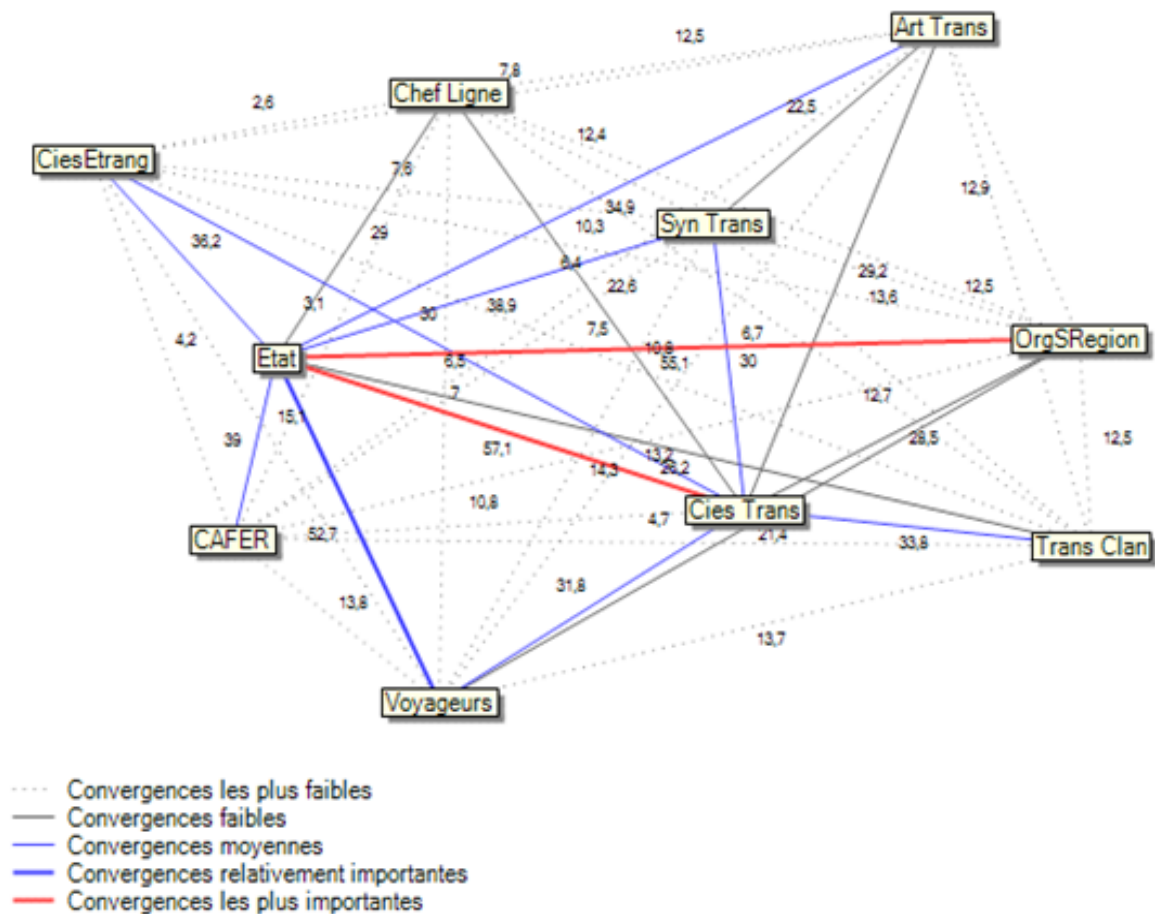 Art Trans
12,5
7,8
Chef Ligne
2,6
22,5
12,4
CiesEtrang
7,6
12,9
34,9
Syn Trans
10,3
29
36,2
6,4
29,2
22,6
12,5
13,6
3,1
38,9
30
7,5
6,7
4,2
OrgSRegion
10,8
Etat
6,5
55,1
30
7
12,7
15,1
39
57,1
13,2
28,5
12,5
14,3
10,8
Cies Trans
4,7
CAFER
52,7
21,4
33,8
Trans Clan
31,8
13,8
13,7
Voyageurs
Convergences les plus faibles
Convergences faibles
Convergences moyennes
Convergences relativement importantes
Convergences les plus importantes